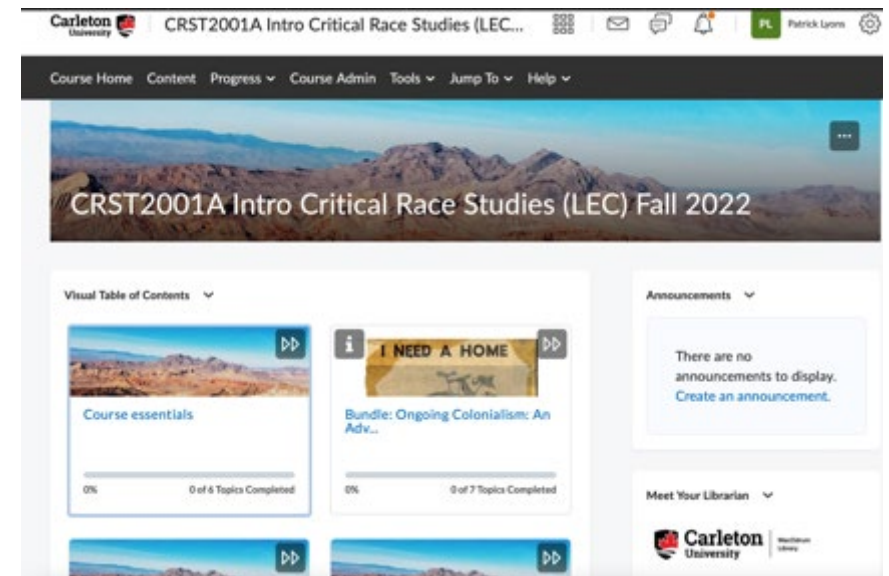 Carleton University
CRST2001A Intro Critical Race Studies (LEC...
PL
Patrick Lyons
Course Home Content Progress Course Admin Tools Jump To Help
CRST2001A Intro Critical Race Studies (LEC) Fall 2022
Visual Table of Contents
Course essentials
0%
0 of 6 Topics Completed
i
I NEED A HOME
Bundle: Ongoing Colonialism: An
Adv...
0%
0 of 7 Topics Completed
Announcements
There are no
announcements to display.
Create an announcement.
Meet Your Librarian
Carleton
University
Library